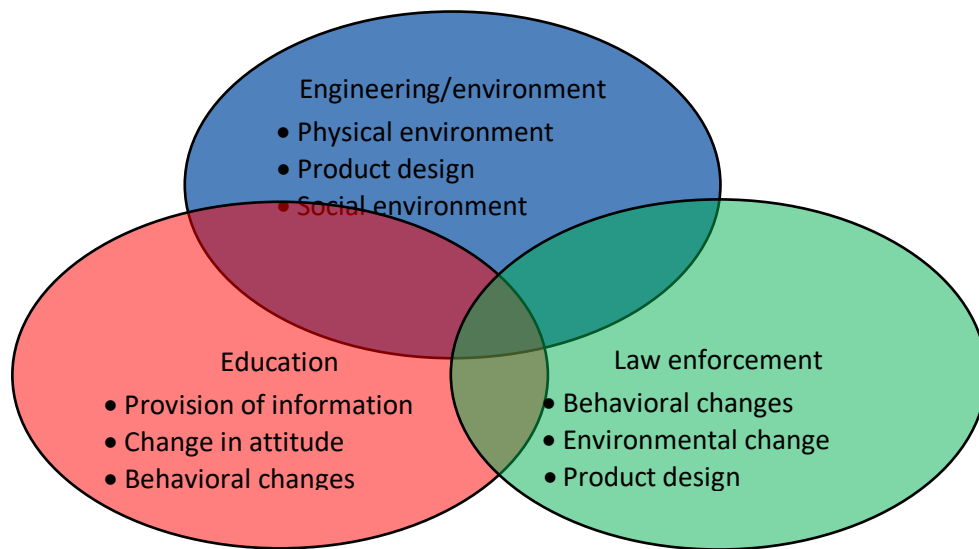 Engineering/environment
• Physical environment
• Product design
• Social environment
Education
• Provision of information
• Change in attitude
• Behavioral changes
Law enforcement
• Behavioral changes
• Environmental change
• Product design